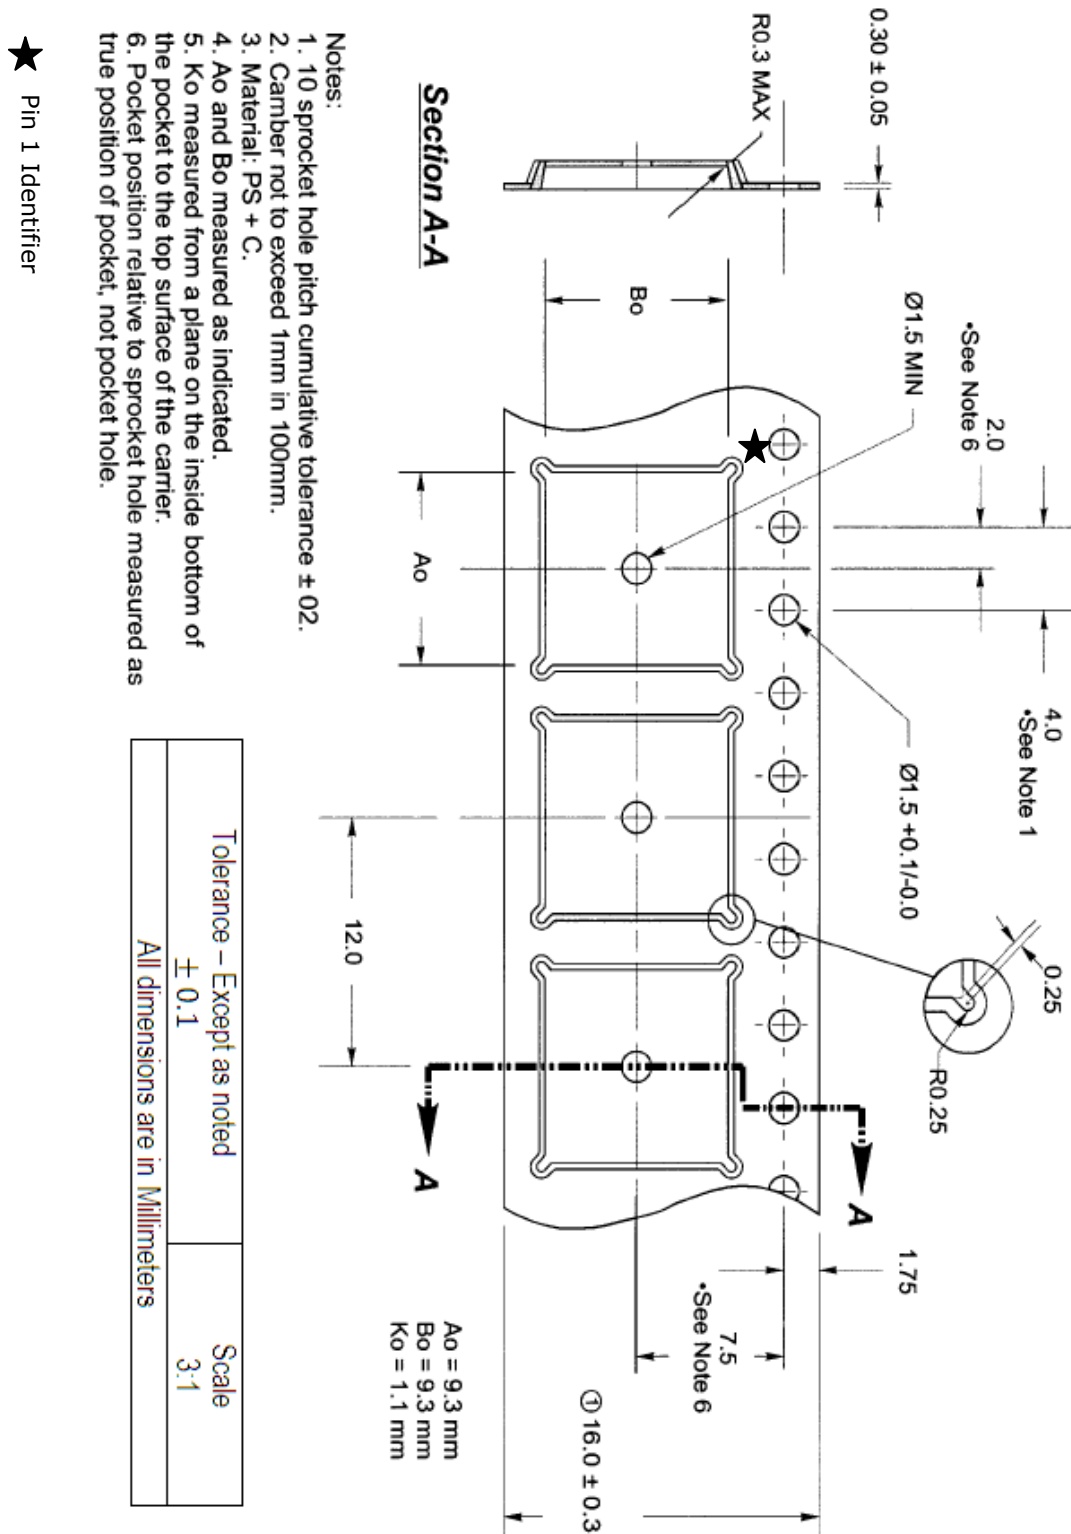 4.0
•See Note 1
2.0
•See Note 6
Ø1.5 MIN
Ø1.5 +0.1/-0.0
0.25
R0.25
0.30 ± 0.05
R0.3 MAX
Bo
Ao
12.0
A
A
1.75
7.5
•See Note 6
① 16.0 ± 0.3
Section A-A
Ao = 9.3 mm
Bo = 9.3 mm
Ko = 1.1 mm
Notes:
1. 10 sprocket hole pitch cumulative tolerance ± 02.
2. Camber not to exceed 1mm in 100mm.
3. Material: PS + C.
4. Ao and Bo measured as indicated.
5. Ko measured from a plane on the inside bottom of
the pocket to the top surface of the carrier.
6. Pocket position relative to sprocket hole measured as
true position of pocket, not pocket hole.
Tolerance – Except as noted
± 0.1
Scale
3:1
All dimensions are in Millimeters
★ Pin 1 Identifier